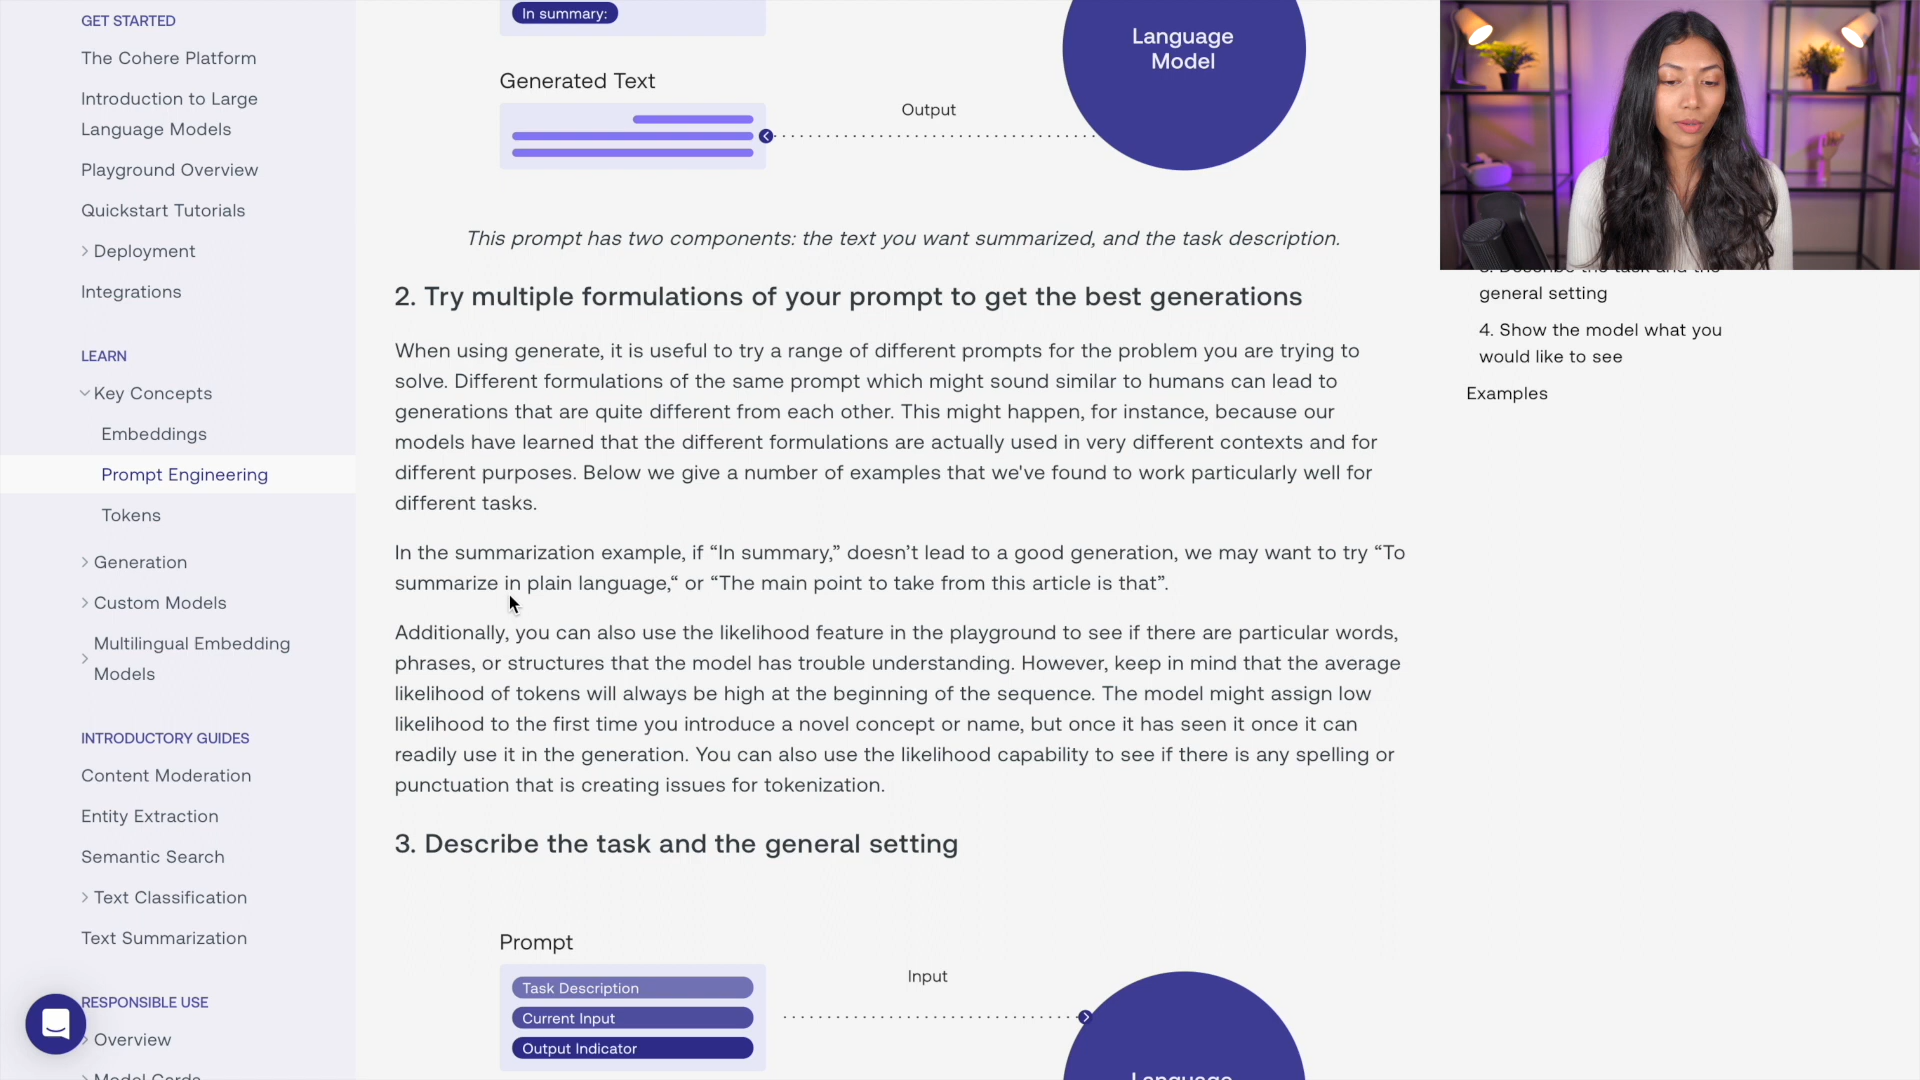 GET STARTED
The Cohere Platform
Introduction to Large
Language Models
Playground Overview
Quickstart Tutorials
Deployment
Integrations
LEARN
Key Concepts
Embeddings
Prompt Engineering
Tokens
Generation
Custom Models
Multilingual Embedding
Models
INTRODUCTORY GUIDES
Content Moderation
Entity Extraction
Semantic Search
Text Classification
Text Summarization
RESPONSIBLE USE
Overview
Model Cards
In summary:
Language
Model
Generated Text
Output
This prompt has two components: the text you want summarized, and the task description.
2. Try multiple formulations of your prompt to get the best generations
When using generate, it is useful to try a range of different prompts for the problem you are trying to
solve. Different formulations of the same prompt which might sound similar to humans can lead to
generations that are quite different from each other. This might happen, for instance, because our
models have learned that the different formulations are actually used in very different contexts and for
different purposes. Below we give a number of examples that we've found to work particularly well for
different tasks.
In the summarization example, if “In summary,” doesn’t lead to a good generation, we may want to try “To
summarize in plain language,“ or “The main point to take from this article is that”.
Additionally, you can also use the likelihood feature in the playground to see if there are particular words,
phrases, or structures that the model has trouble understanding. However, keep in mind that the average
likelihood of tokens will always be high at the beginning of the sequence. The model might assign low
likelihood to the first time you introduce a novel concept or name, but once it has seen it once it can
readily use it in the generation. You can also use the likelihood capability to see if there is any spelling or
punctuation that is creating issues for tokenization.
3. Describe the task and the general setting
Prompt
Task Description
Current Input
Output Indicator
Input
Language
3. Describe the task and the
general setting
4. Show the model what you
would like to see
Examples